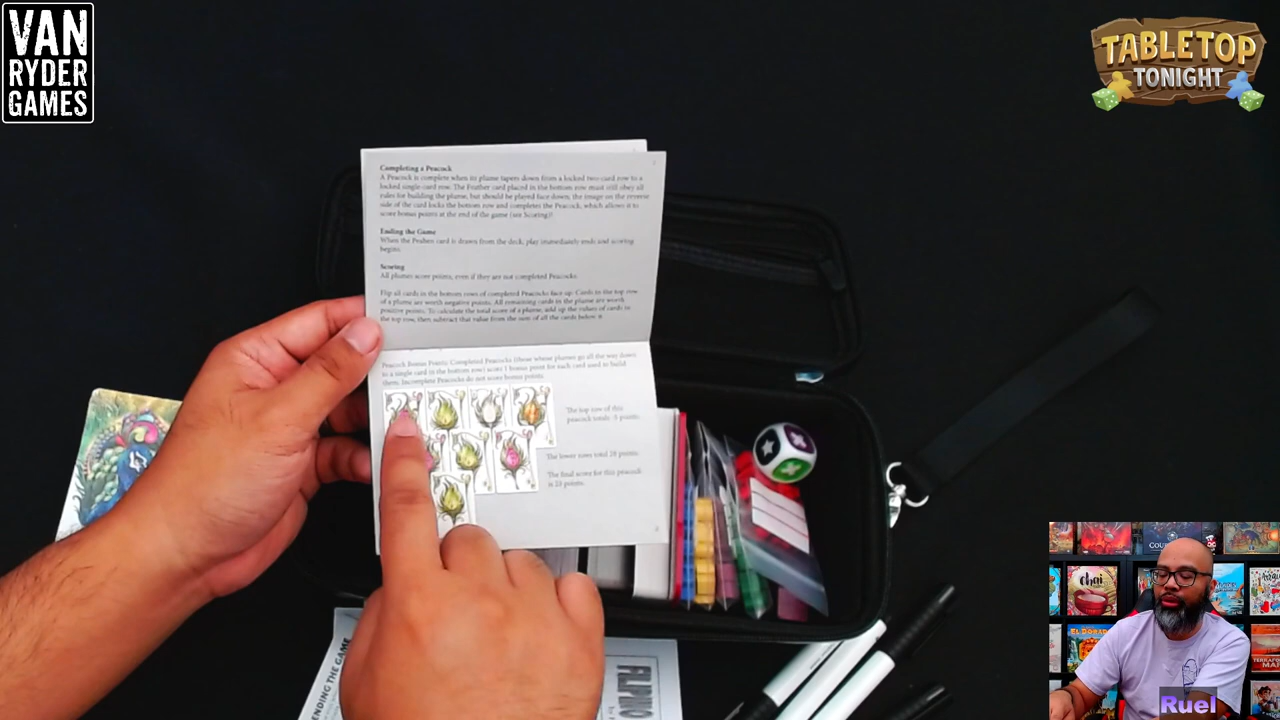 VAN
RYDER
GAMES
TABLETOP
TONIGHT
Completing a Peacock
A Peacock is complete when its plume tapers down from a locked two-card row to a
locked single-card row. The Feather card placed in the bottom row must still obey all
rules for building the plume, but should be played face down; the image on the reverse
side of the card locks the bottom row and completes the Peacock, which allows it to
score bonus points at the end of the game (see Scoring)!
Ending the Game
When the Peahen card is drawn from the deck, play immediately ends and scoring
begins.
Scoring
All plumes score points, even if they are not completed Peacocks.
Flip all cards in the bottom rows of completed Peacocks face up. Cards in the top row
of a plume are worth negative points. All remaining cards in the plume are worth
positive points. To calculate the total score of a plume, add up the values of cards in
the top row, then subtract that value from the sum of all the cards below it.
Peacock Bonus Points: Completed Peacocks (those whose plumes go all the way down
to a single card in the bottom row) score 1 bonus point for each card used to build
them. Incomplete Peacocks do not score bonus points.
The top row of this
peacock totals
points.
The lower rows total
points.
The final score for this peacock
is
points.
ENDING THE GAME
FILIPINO
chai
EL DORADO
Ruel